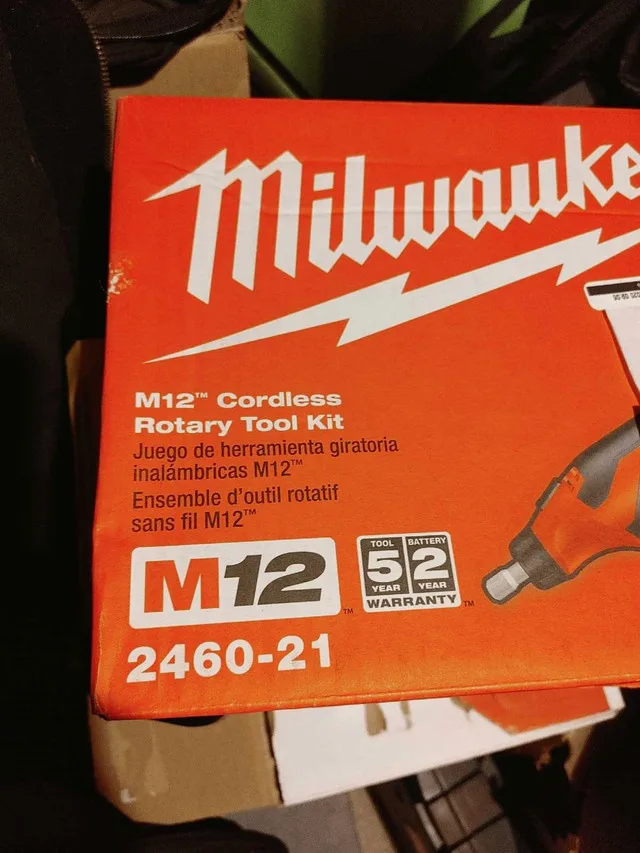 Milwauke
M12™ Cordless
Rotary Tool Kit
Juego de herramienta giratoria
inalámbricas M12™
Ensemble d'outil rotatif
sans fil M12™
M12™
TOOL 5 YEAR
BATTERY 2 YEAR
WARRANTY™
2460-21